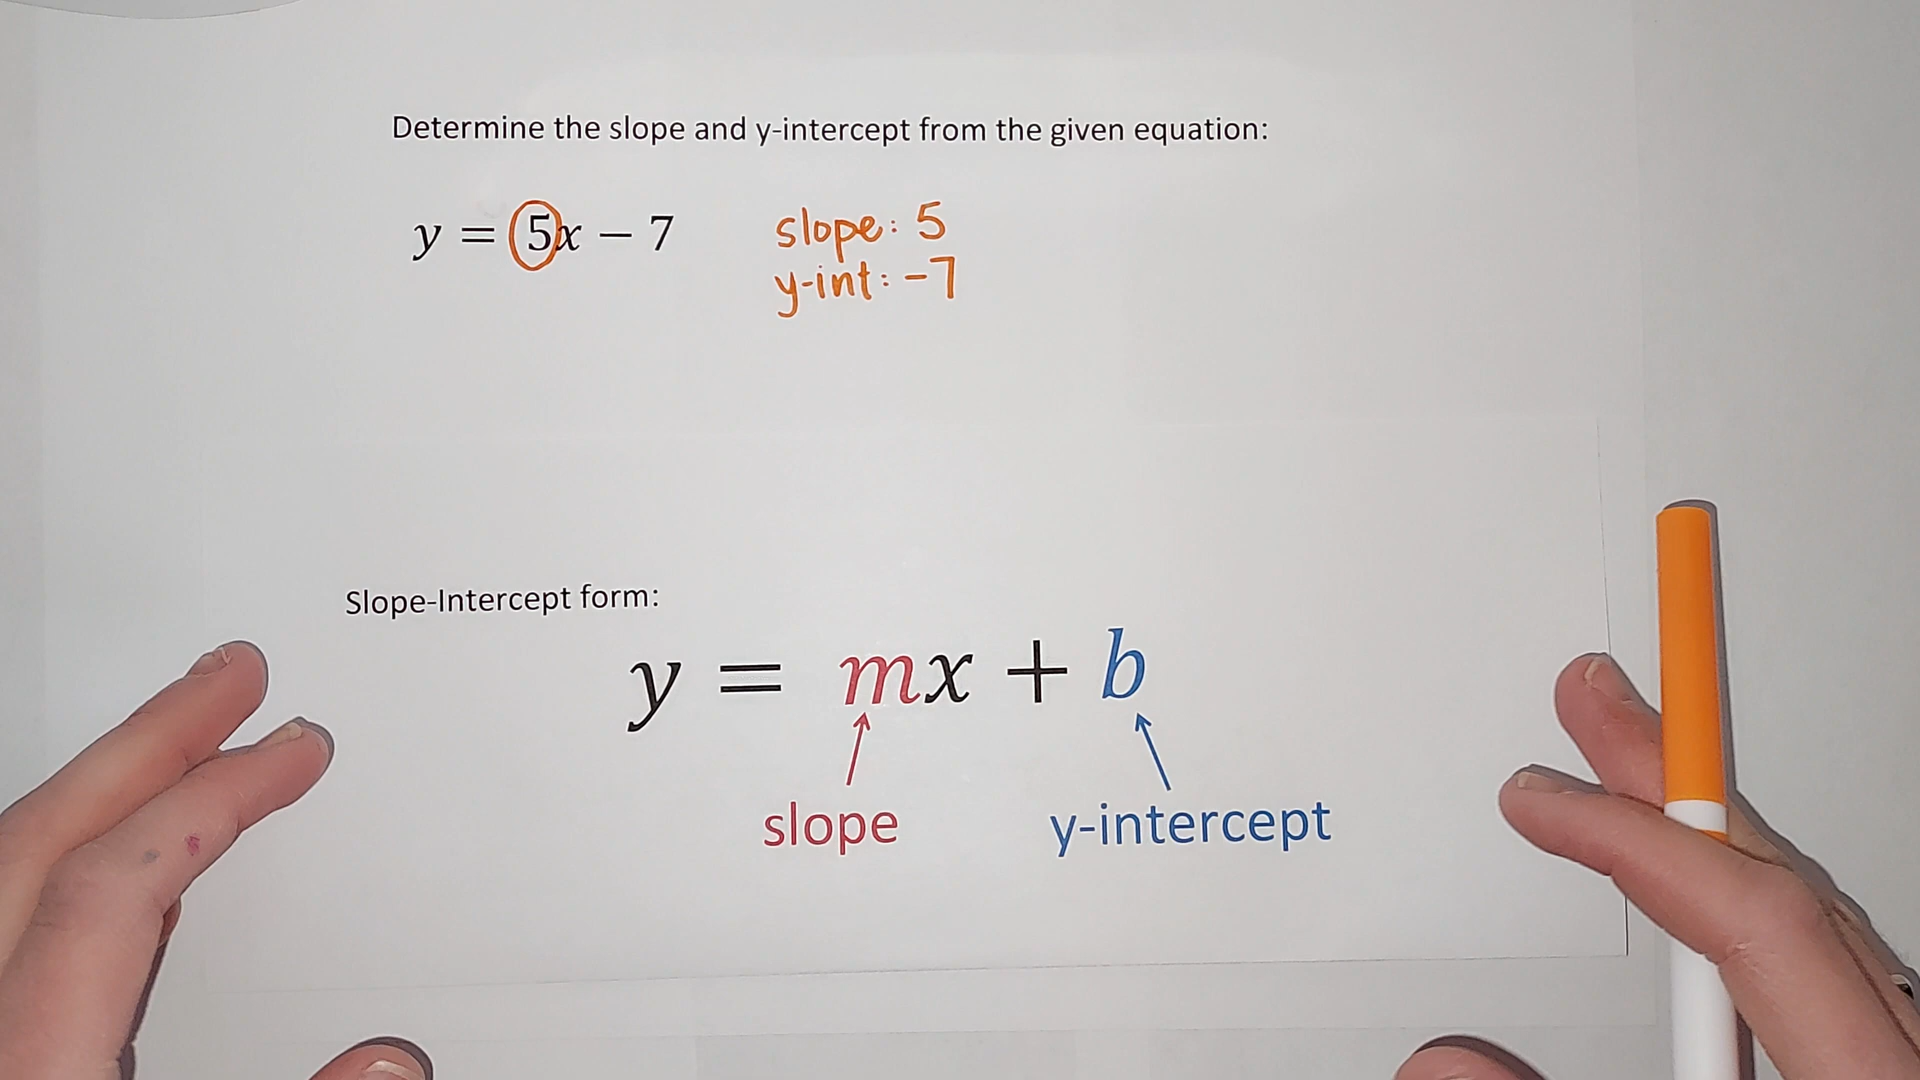 Determine the slope and y-intercept from the given equation:
y = 5x − 7
slope: 5
y-int: -7
Slope-Intercept form:
y = mx + b
slope
y-intercept